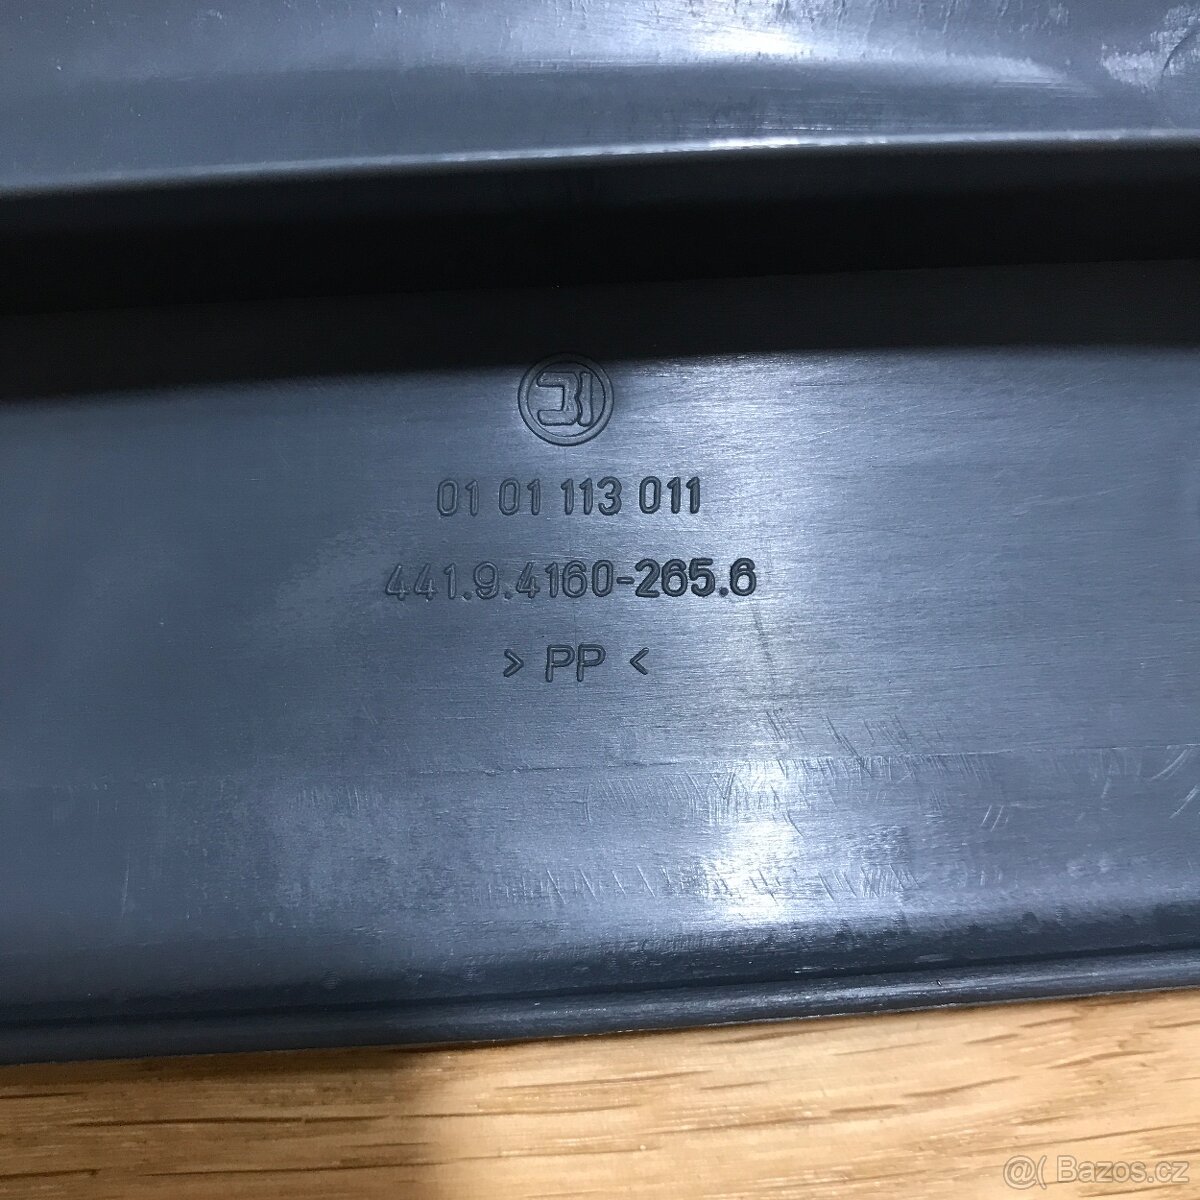 01 01 113 011
441.9.4160-265.6
> PP <
@( Bazos.cz